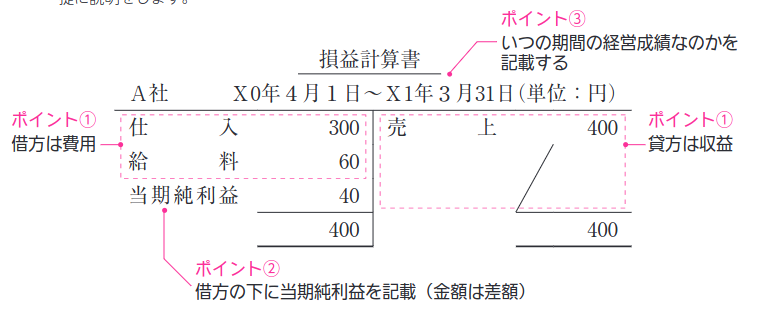 提に説明をします。
ポイント③
いつの期間の経営成績なのかを
記載する
損益計算書
A社 X0年4月1日～X1年3月31日(単位：円)
ポイント①
借方は費用
仕入 300 売上 400
給料 60
当期純利益 40
400 400
ポイント①
貸方は収益
ポイント②
借方の下に当期純利益を記載（金額は差額）